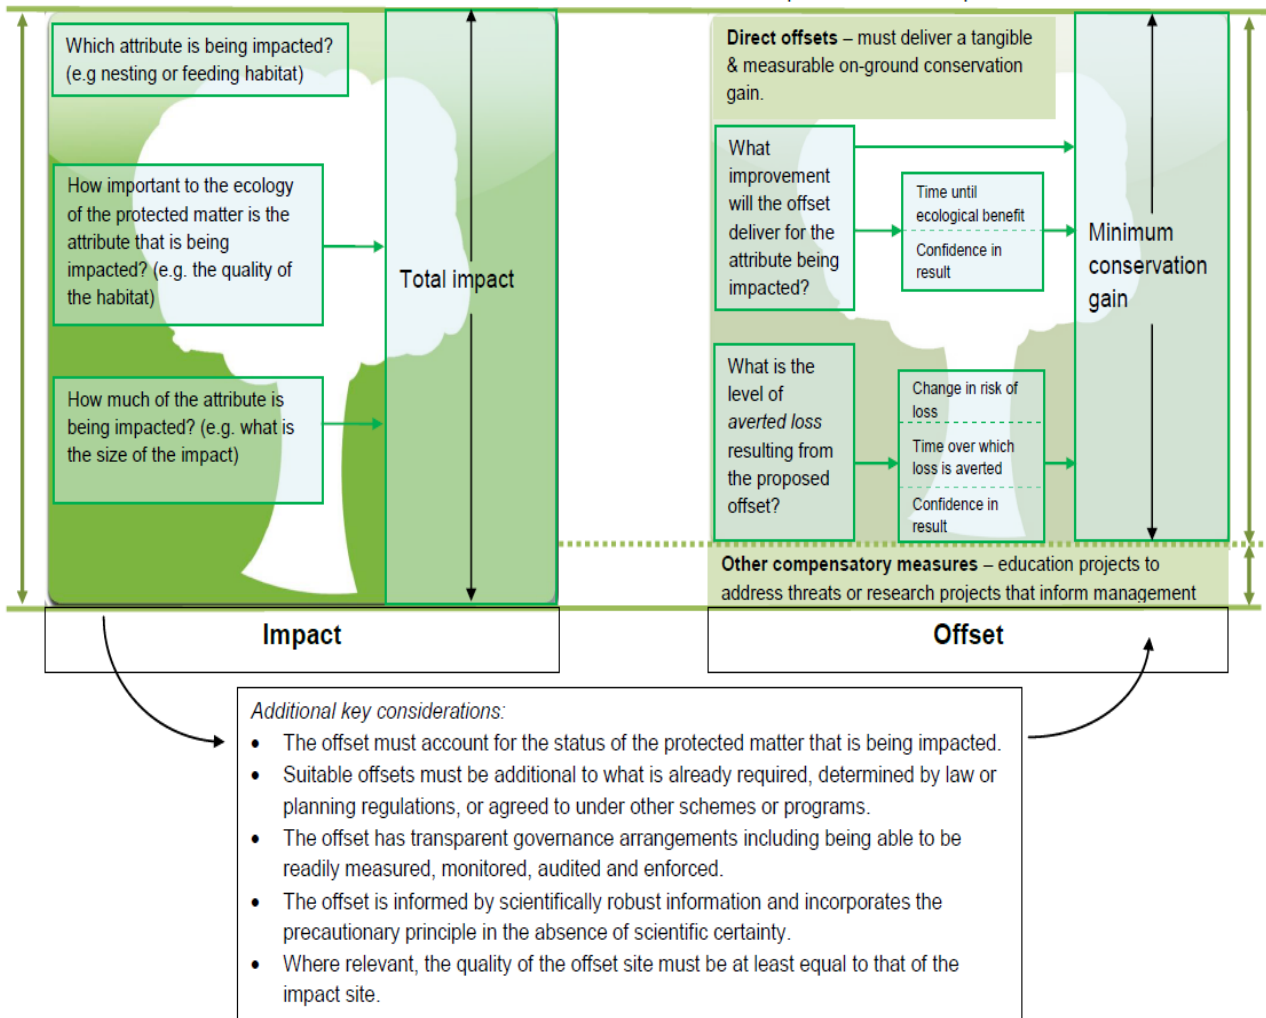 Which attribute is being impacted?
(e.g nesting or feeding habitat)
How important to the ecology
of the protected matter is the
attribute that is being
impacted? (e.g. the quality of
the habitat)
How much of the attribute is
being impacted? (e.g. what is
the size of the impact)
Total impact
Impact
Direct offsets – must deliver a tangible
& measurable on-ground conservation
gain.
What
improvement
will the offset
deliver for the
attribute being
impacted?
Time until
ecological benefit
Confidence in
result
What is the
level of
averted loss
resulting from
the proposed
offset?
Change in risk of
loss
Time over which
loss is averted
Confidence in
result
Minimum
conservation
gain
Other compensatory measures – education projects to
address threats or research projects that inform management
Offset
Additional key considerations:
• The offset must account for the status of the protected matter that is being impacted.
• Suitable offsets must be additional to what is already required, determined by law or
planning regulations, or agreed to under other schemes or programs.
• The offset has transparent governance arrangements including being able to be
readily measured, monitored, audited and enforced.
• The offset is informed by scientifically robust information and incorporates the
precautionary principle in the absence of scientific certainty.
• Where relevant, the quality of the offset site must be at least equal to that of the
impact site.